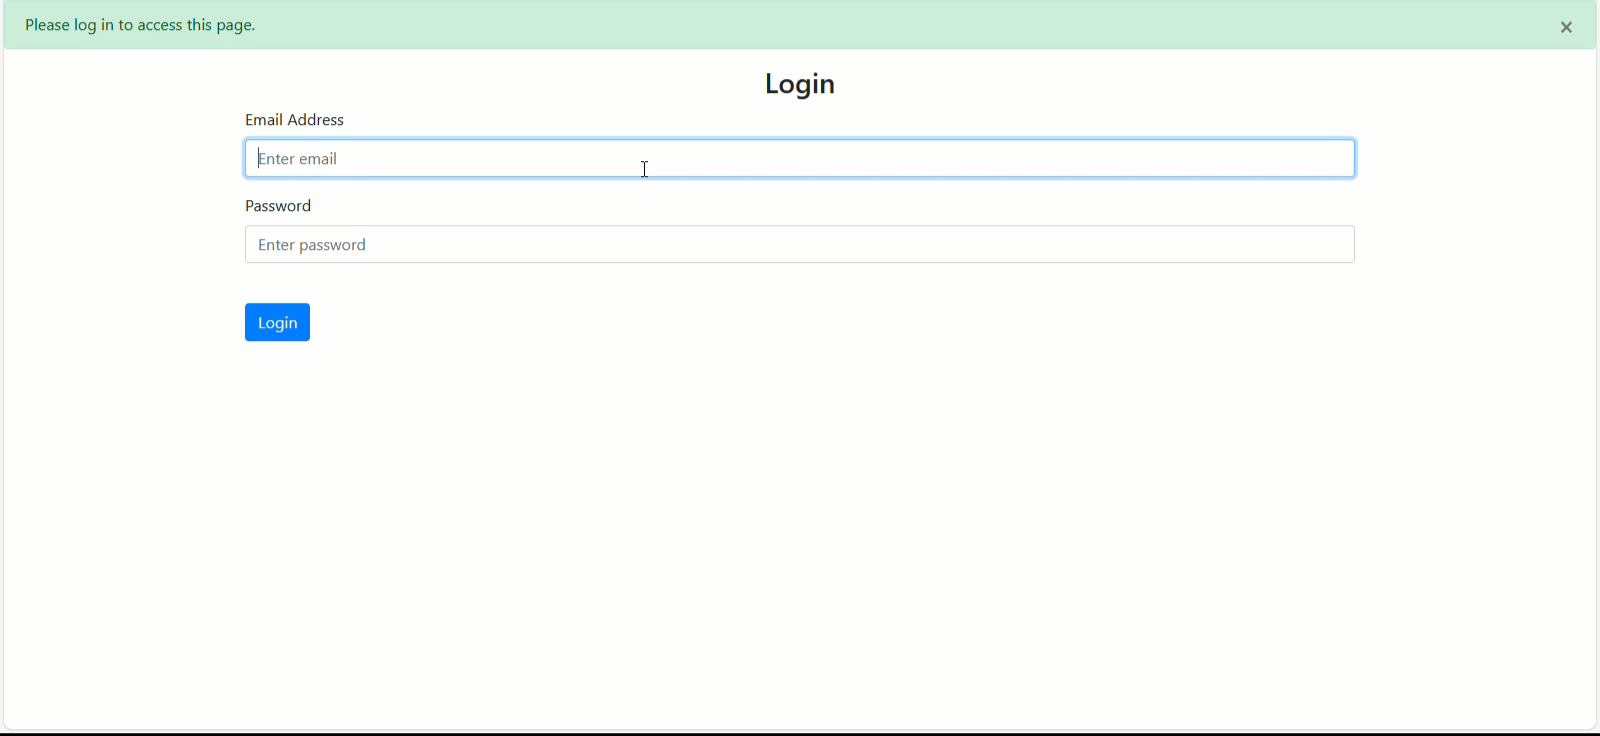 Please log in to access this page.
×
Login
Email Address
Enter email
Password
Enter password
Login